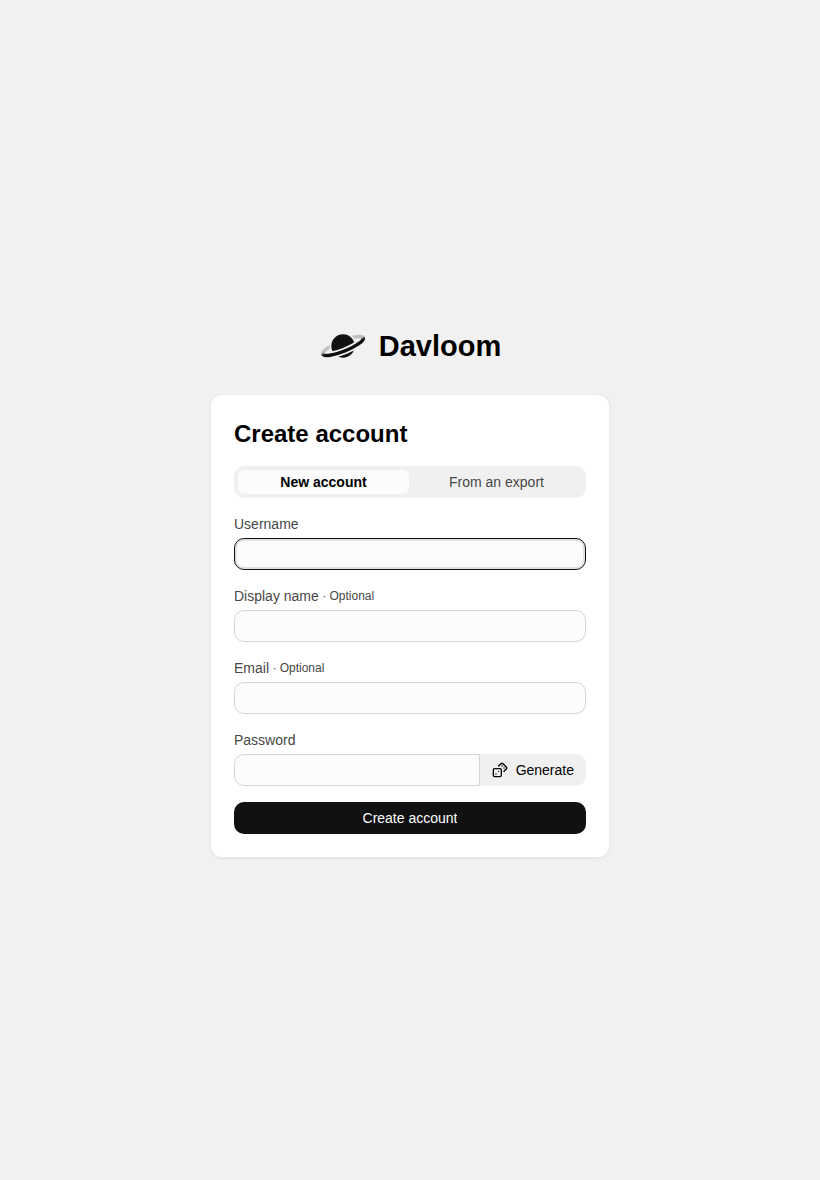 Davloom
Create account
New account
From an export
Username
Display name · Optional
Email · Optional
Password
Generate
Create account